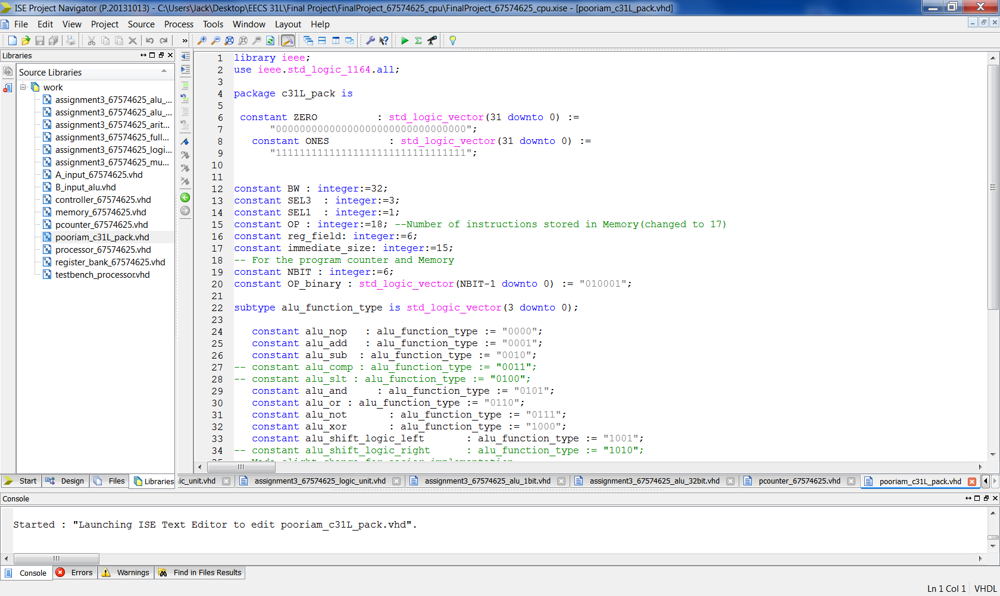 ISE Project Navigator (P.20131013) - C:\Users\Jack\Desktop\EECS 31L\Final Project\FinalProject_67574625_cpu\FinalProject_67574625_cpu.xise - [pooriam_c31L_pack.vhd]
File Edit View Project Source Process Tools Window Layout Help
Libraries
Source Libraries
work
assignment3_67574625_alu_...
assignment3_67574625_alu_...
assignment3_67574625_arit...
assignment3_67574625_full...
assignment3_67574625_logi...
assignment3_67574625_mu...
A_input_67574625.vhd
B_input_alu.vhd
controller_67574625.vhd
memory_67574625.vhd
pcounter_67574625.vhd
pooriam_c31L_pack.vhd
processor_67574625.vhd
register_bank_67574625.vhd
testbench_processor.vhd
1 library ieee;
2 use ieee.std_logic_1164.all;
3
4 package c31L_pack is
5
6 constant ZERO : std_logic_vector(31 downto 0) :=
7 "00000000000000000000000000000000";
8 constant ONES : std_logic_vector(31 downto 0) :=
9 "11111111111111111111111111111111";
10
11
12 constant BW : integer:=32;
13 constant SEL3 : integer:=3;
14 constant SEL1 : integer:=1;
15 constant OP : integer:=18; --Number of instructions stored in Memory(changed to 17)
16 constant reg_field: integer:=6;
17 constant immediate_size: integer:=15;
18 -- For the program counter and Memory
19 constant NBIT : integer:=6;
20 constant OP_binary : std_logic_vector(NBIT-1 downto 0) := "010001";
21
22 subtype alu_function_type is std_logic_vector(3 downto 0);
23
24 constant alu_nop : alu_function_type := "0000";
25 constant alu_add : alu_function_type := "0001";
26 constant alu_sub : alu_function_type := "0010";
27 -- constant alu_comp : alu_function_type := "0011";
28 -- constant alu_slt : alu_function_type := "0100";
29 constant alu_and : alu_function_type := "0101";
30 constant alu_or : alu_function_type := "0110";
31 constant alu_not : alu_function_type := "0111";
32 constant alu_xor : alu_function_type := "1000";
33 constant alu_shift_logic_left : alu_function_type := "1001";
34 -- constant alu_shift_logic_right : alu_function_type := "1010";
Start Design Files Libraries
ic_unit.vhd assignment3_67574625_logic_unit.vhd assignment3_67574625_alu_1bit.vhd assignment3_67574625_alu_32bit.vhd pcounter_67574625.vhd pooriam_c31L_pack.vhd
Console
Started : "Launching ISE Text Editor to edit pooriam_c31L_pack.vhd".
Console Errors Warnings Find in Files Results
Ln 1 Col 1 VHDL